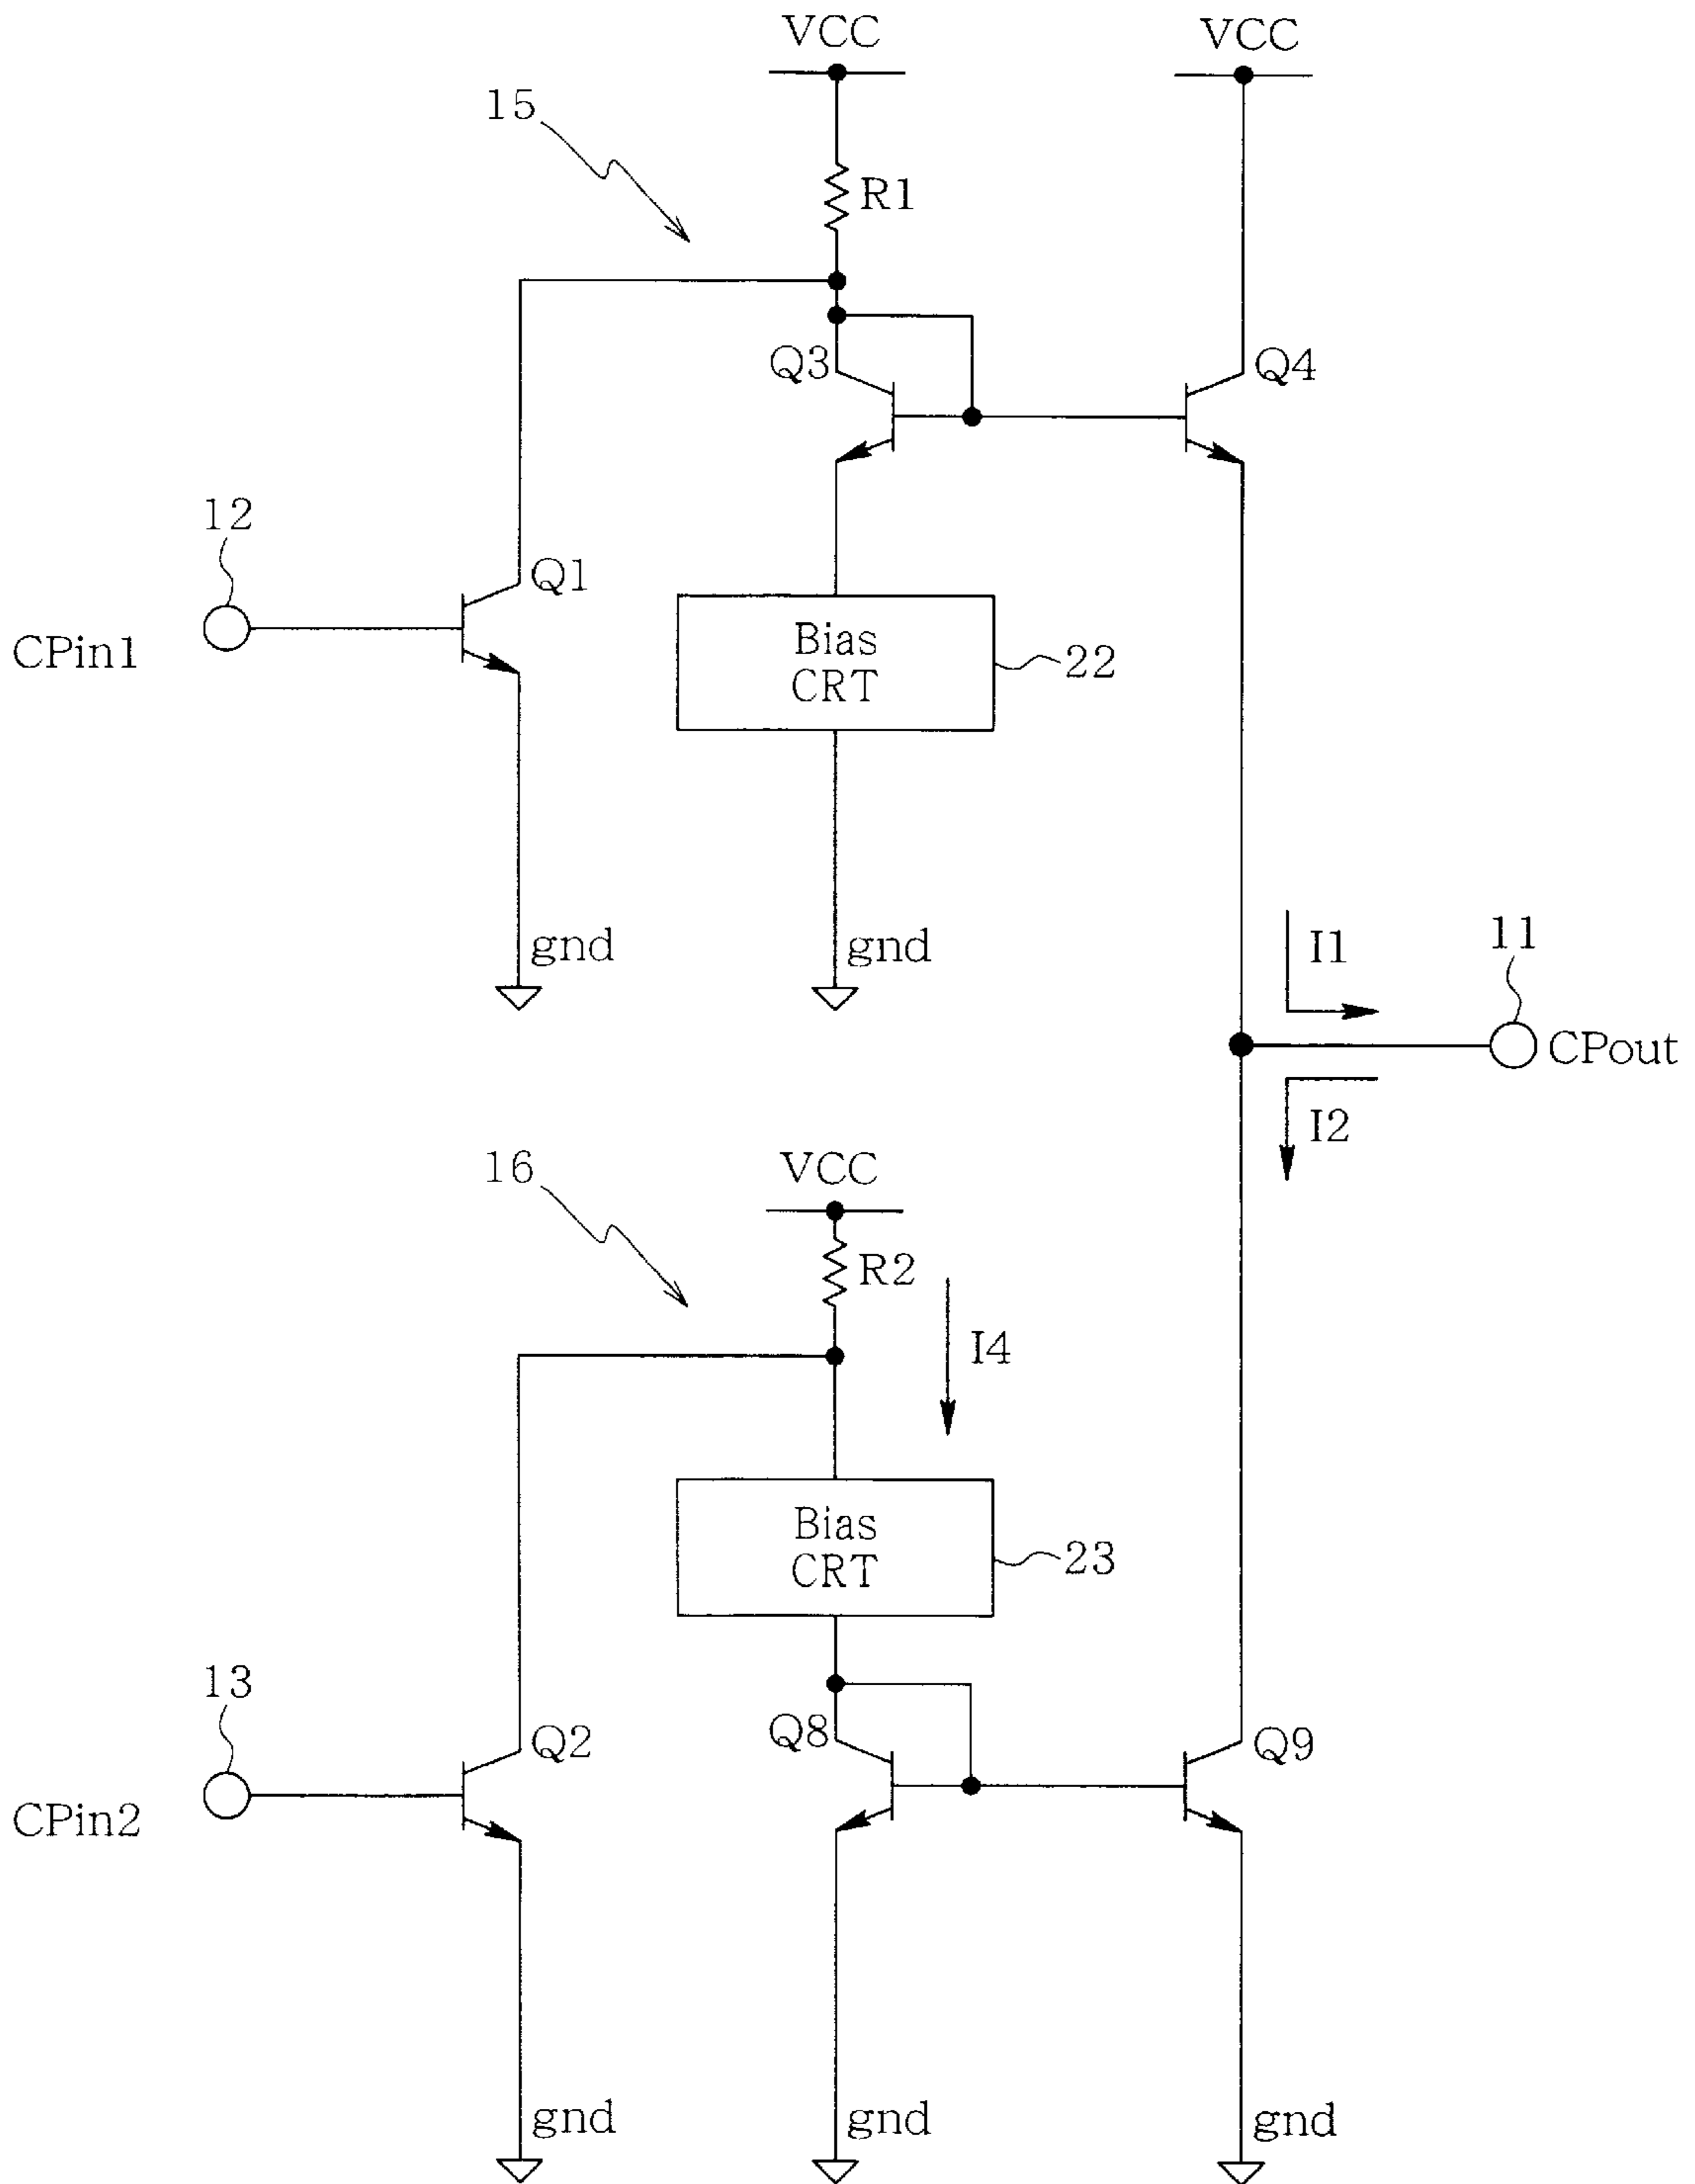 VCC
VCC
15
R1
Q3
Q4
12
Q1
CPin1
Bias
CRT
22
gnd
gnd
I1
11
CPout
I2
16
VCC
R2
I4
Bias
CRT
23
13
Q2
Q8
Q9
CPin2
gnd
gnd
gnd